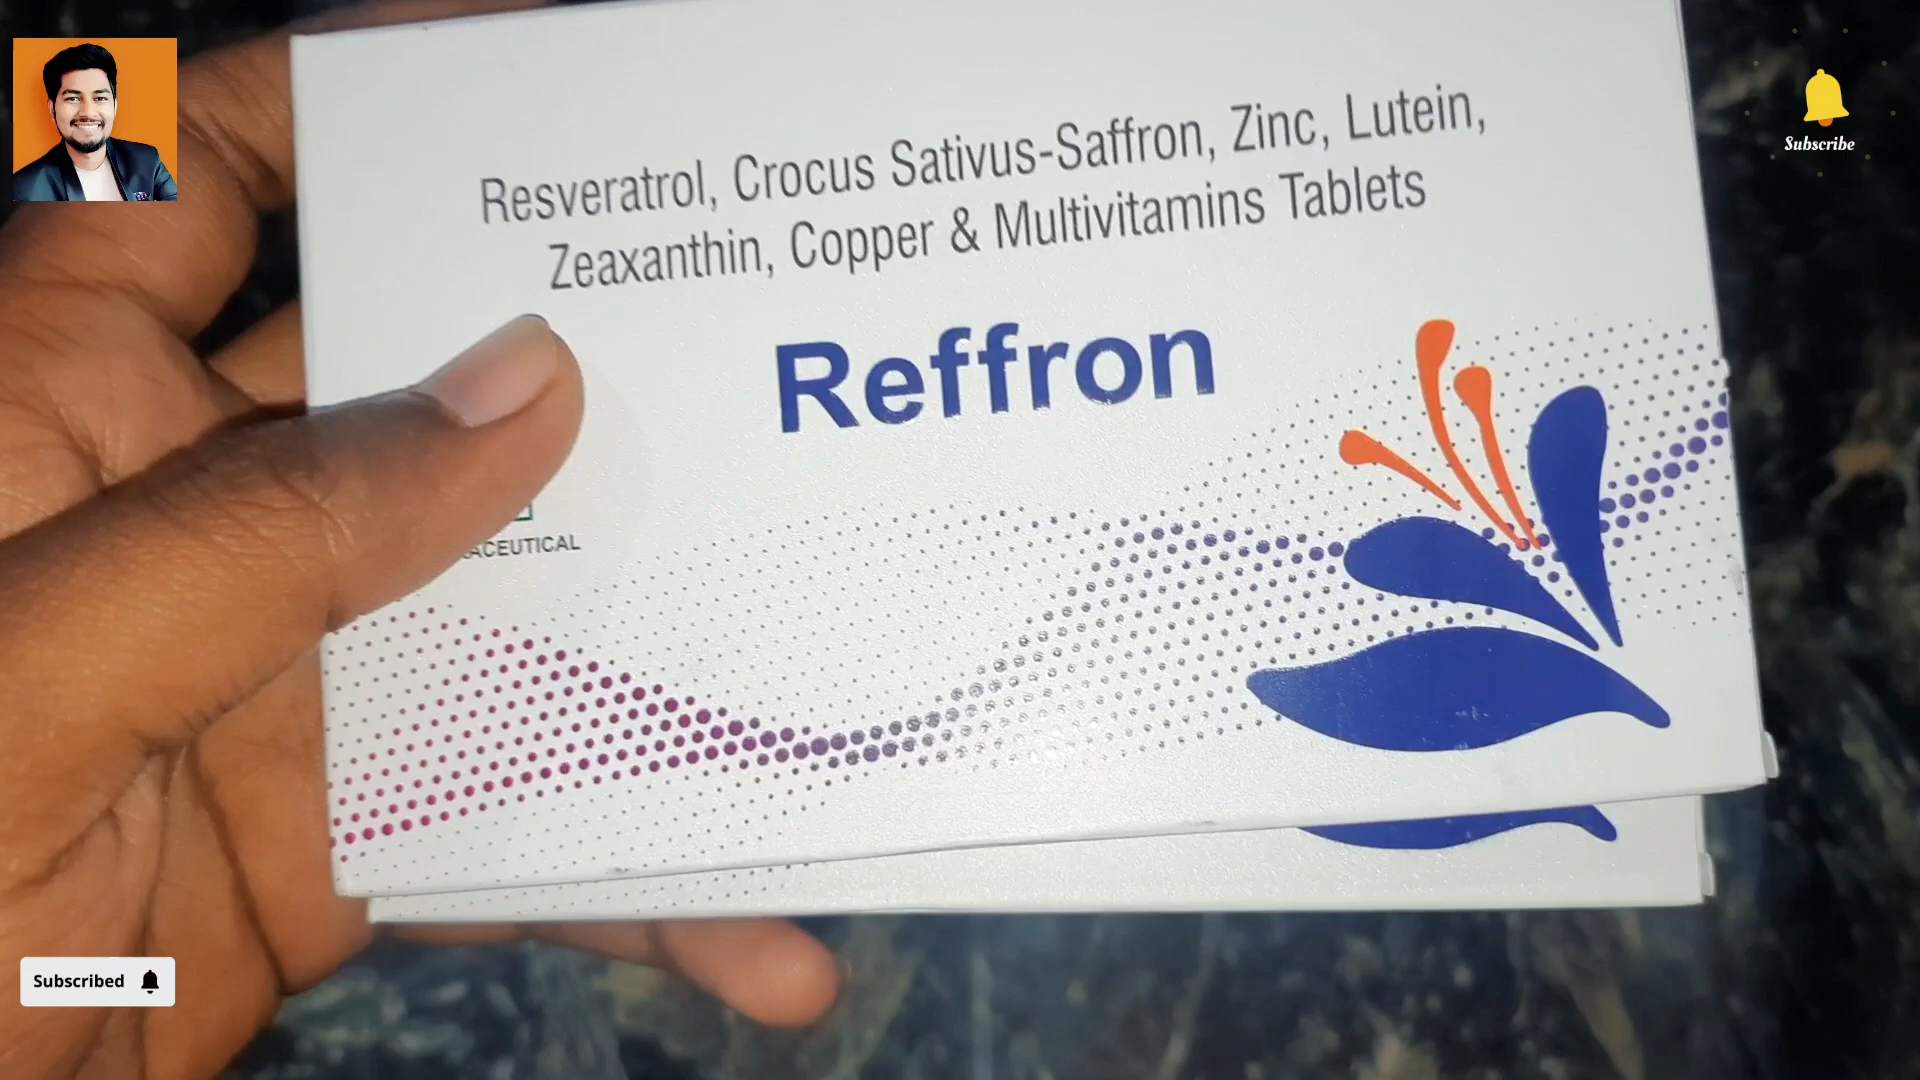 Resveratrol, Crocus Sativus-Saffron, Zinc, Lutein,
Zeaxanthin, Copper & Multivitamins Tablets
Reffron
ACEUTICAL
Subscribe
Subscribed